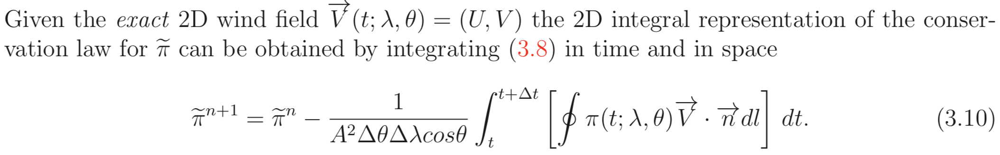 Given the exact 2D wind field $\overrightarrow{V}(t; \lambda, \theta) = (U, V)$ the 2D integral representation of the conser-
vation law for $\widetilde{\pi}$ can be obtained by integrating (3.8) in time and in space
$\widetilde{\pi}^{n+1} = \widetilde{\pi}^{n} - \frac{1}{A^2 \Delta\theta \Delta\lambda cos\theta} \int_{t}^{t+\Delta t} \left[ \oint \pi(t; \lambda, \theta) \overrightarrow{V} \cdot \overrightarrow{n} dl \right] dt.$ (3.10)